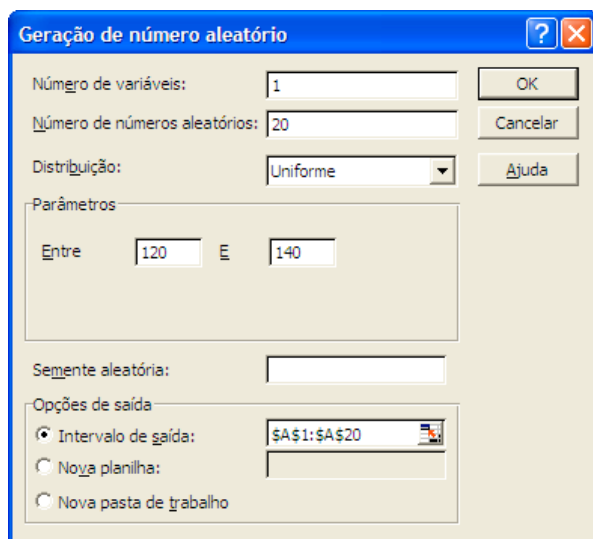 Geração de número aleatório
Número de variáveis: 1 OK
Número de números aleatórios: 20 Cancelar
Distribuição: Uniforme Ajuda
Parâmetros
Entre 120 E 140
Semente aleatória:
Opções de saída
Intervalo de saída: $A$1:$A$20
Nova planilha:
Nova pasta de trabalho